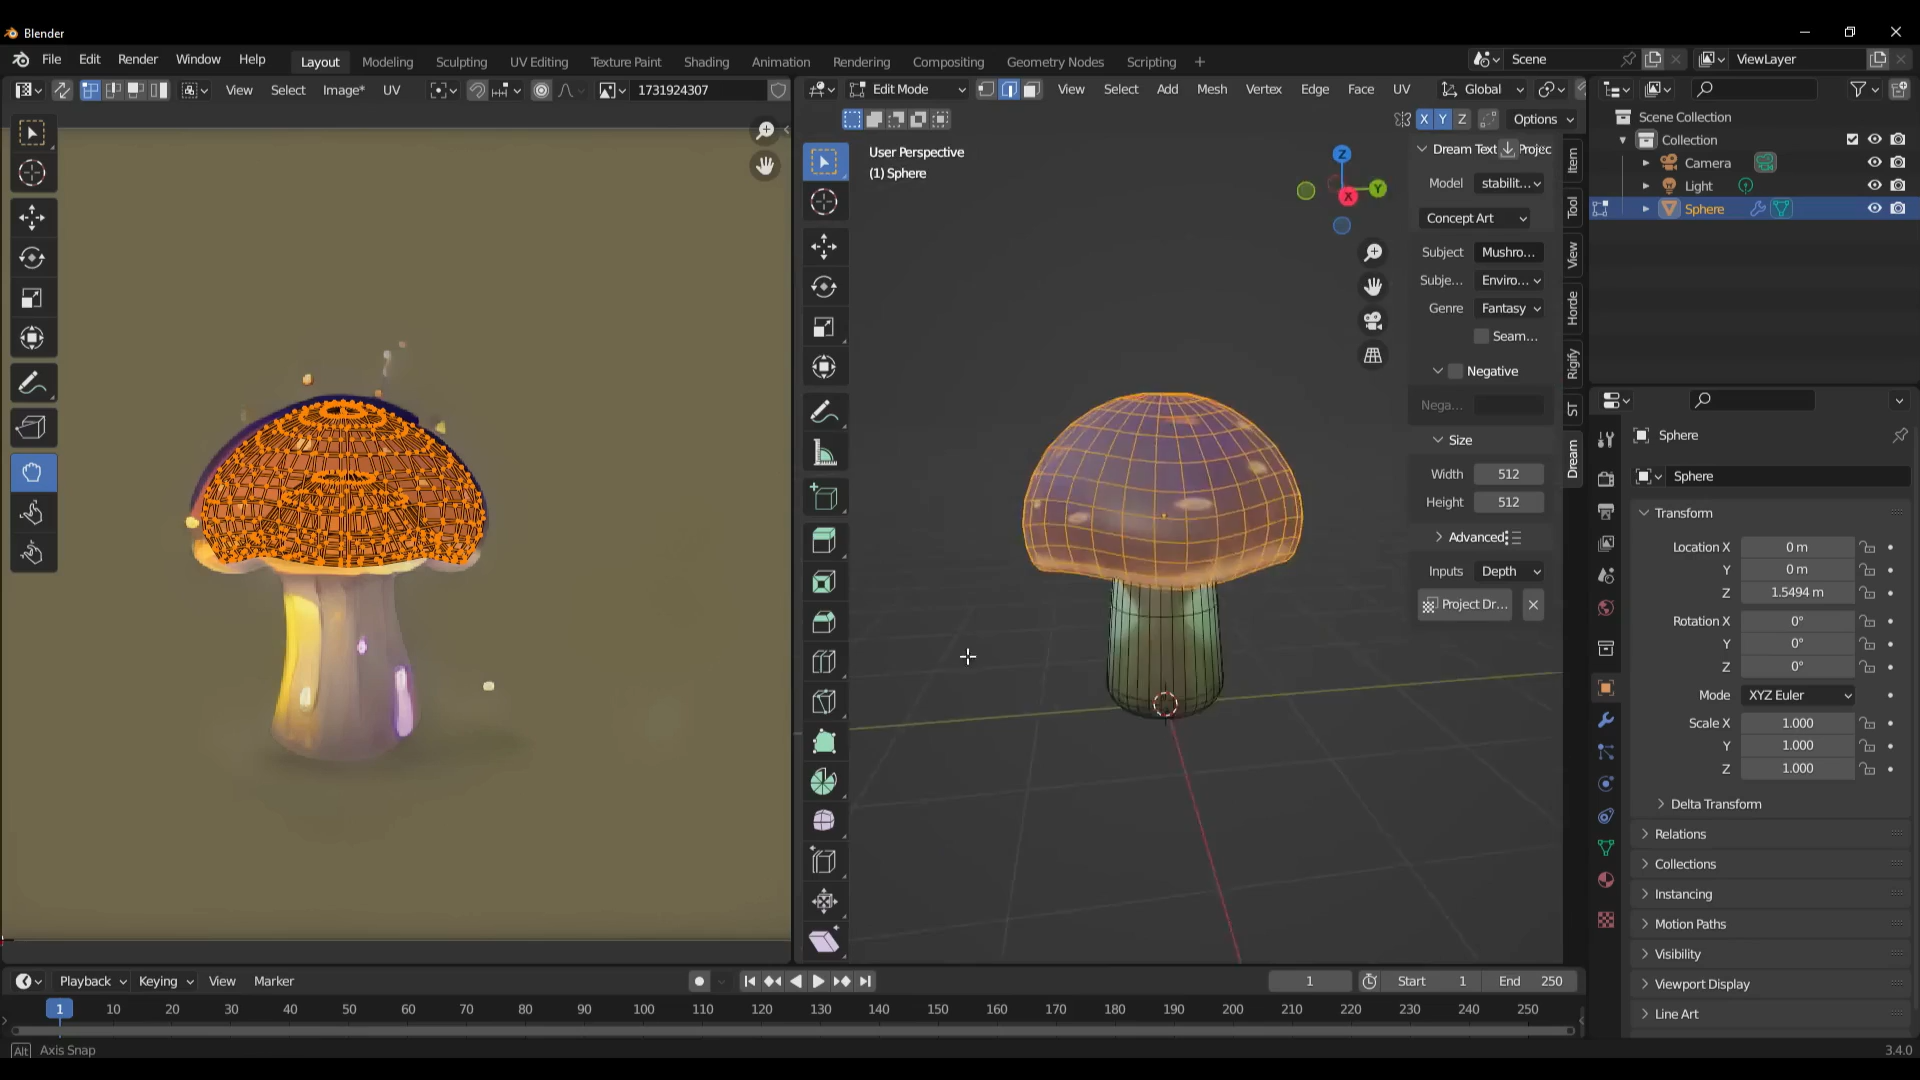 Blender
File Edit Render Window Help
Layout Modeling Sculpting UV Editing Texture Paint Shading Animation Rendering Compositing Geometry Nodes Scripting +
Scene
ViewLayer
View Select Image* UV
1731924307
Edit Mode
View Select Add Mesh Vertex Edge Face UV
Global
X Y Z
Options
User Perspective
(1) Sphere
Z
Y
X
Dream Text Projec
Model stabilit...
Concept Art
Subject Mushro...
Subje... Enviro...
Genre Fantasy
Seam...
Negative
Nega...
Size
Width 512
Height 512
Advanced
Inputs Depth
Project Dr...
Item
Tool
View
Horde
Rigify
ST
Dream
Scene Collection
Collection
Camera
Light
Sphere
Sphere
Sphere
Transform
Location X 0 m
Y 0 m
Z 1.5494 m
Rotation X 0°
Y 0°
Z 0°
Mode XYZ Euler
Scale X 1.000
Y 1.000
Z 1.000
Delta Transform
Relations
Collections
Instancing
Motion Paths
Visibility
Viewport Display
Line Art
Playback Keying View Marker
1
Start 1
End 250
1 10 20 30 40 50 60 70 80 90 100 110 120 130 140 150 160 170 180 190 200 210 220 230 240 250
Alt Axis Snap
3.4.0